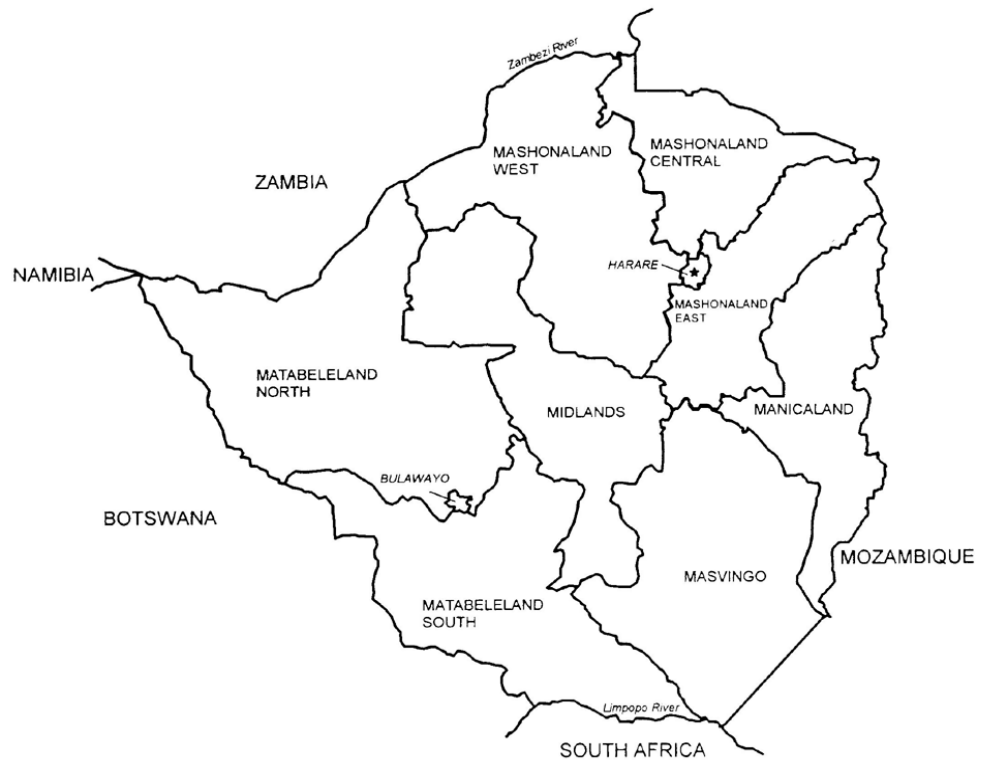 Zambezi River
MASHONALAND
WEST
MASHONALAND
CENTRAL
ZAMBIA
NAMIBIA
HARARE
MASHONALAND
EAST
MATABELELAND
NORTH
MIDLANDS
MANICALAND
BULAWAYO
BOTSWANA
MOZAMBIQUE
MASVINGO
MATABELELAND
SOUTH
Limpopo River
SOUTH AFRICA